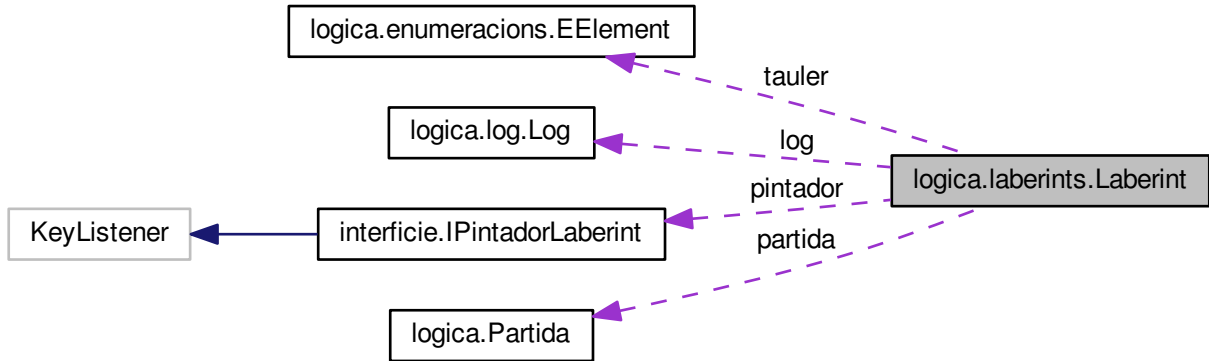 logica.enumeracions.EElement
tauler
logica.log.Log
log
logica.laberints.Laberint
pintador
KeyListener
interficie.IPintadorLaberint
partida
logica.Partida